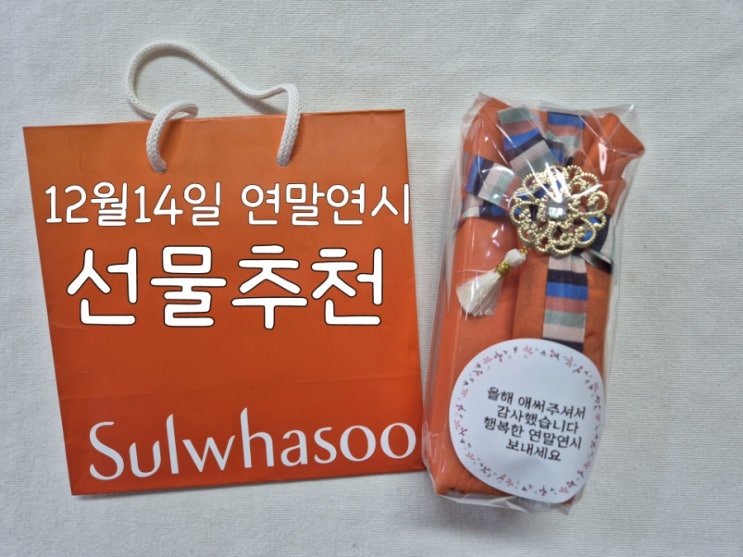 12월14일 연말연시
선물추천
Sulwhasoo
올해 애써주셔서
감사했습니다
행복한 연말연시
보내세요